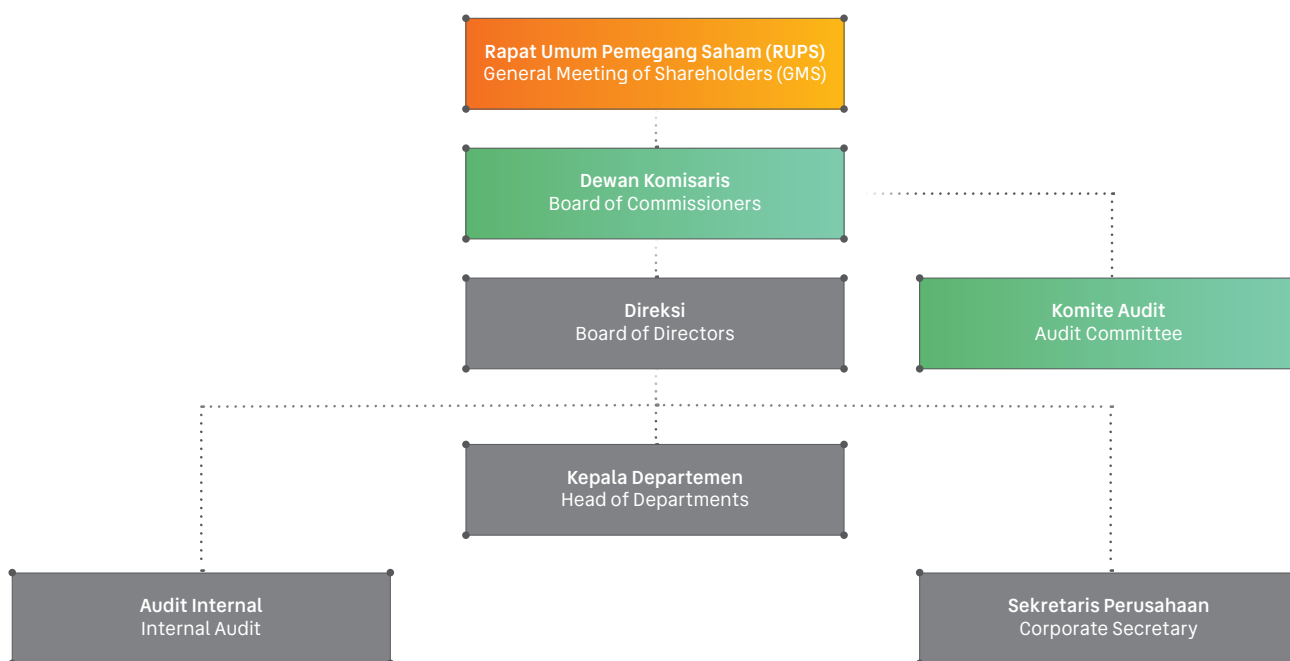 Rapat Umum Pemegang Saham (RUPS)
General Meeting of Shareholders (GMS)
Dewan Komisaris
Board of Commissioners
Direksi
Board of Directors
Komite Audit
Audit Committee
Kepala Departemen
Head of Departments
Audit Internal
Internal Audit
Sekretaris Perusahaan
Corporate Secretary